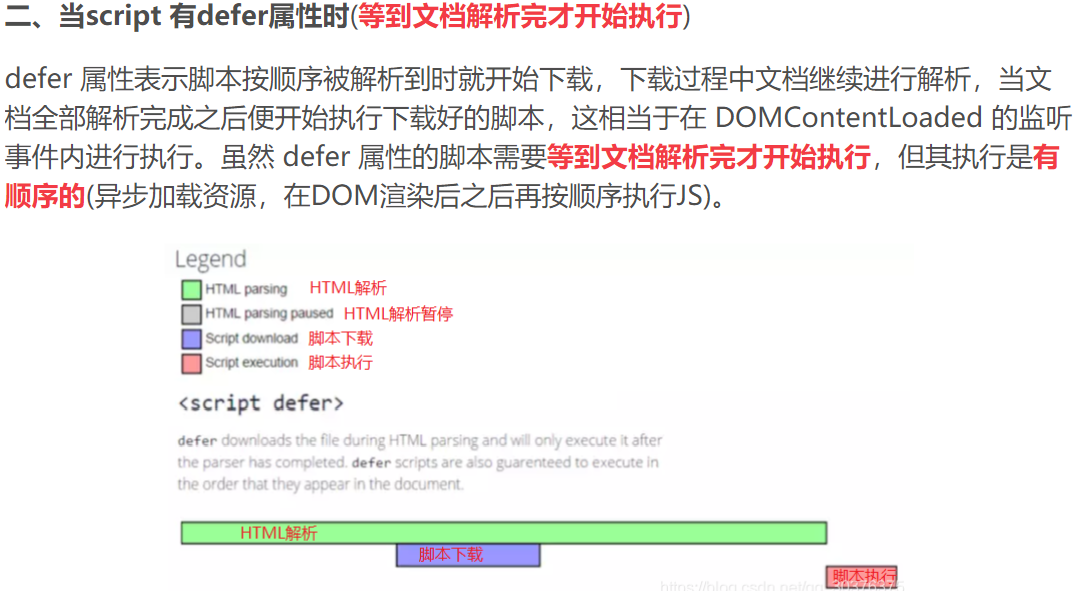 二、当script 有defer属性时(等到文档解析完才开始执行)
defer 属性表示脚本按顺序被解析到时就开始下载，下载过程中文档继续进行解析，当文
档全部解析完成之后便开始执行下载好的脚本，这相当于在 DOMContentLoaded 的监听
事件内进行执行。虽然 defer 属性的脚本需要等到文档解析完才开始执行，但其执行是有
顺序的(异步加载资源，在DOM渲染后之后再按顺序执行JS)。
Legend
HTML parsing HTML解析
HTML parsing paused HTML解析暂停
Script download 脚本下载
Script execution 脚本执行
<script defer>
defer downloads the file during HTML parsing and will only execute it after
the parser has completed. defer scripts are also guarenteed to execute in
the order that they appear in the document.
HTML解析
脚本下载
脚本执行